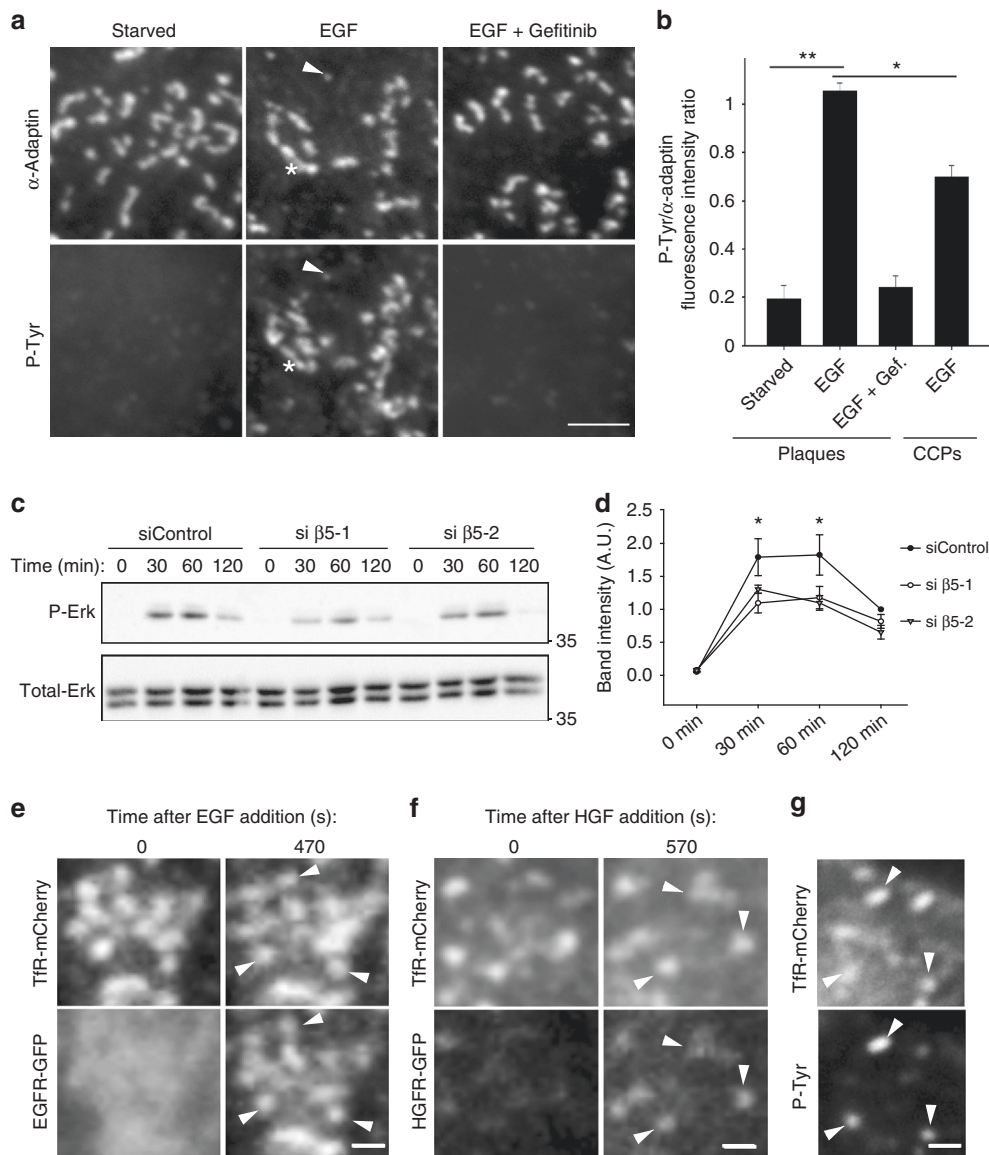 a
Starved EGF EGF + Gefitinib
α-Adaptin
*
P-Tyr
*
b
P-Tyr/α-adaptin
fluorescence intensity ratio
** *
1
0.8
0.6
0.4
0.2
0
Starved EGF EGF + Gef. EGF
Plaques CCPs
c
siControl si β5-1 si β5-2
Time (min): 0 30 60 120 0 30 60 120 0 30 60 120
P-Erk
35
Total-Erk
35
d
Band intensity (A.U.)
2.5
2.0
1.5
1.0
0.5
0.0
* *
0 min 30 min 60 min 120 min
siControl
si β5-1
si β5-2
e
Time after EGF addition (s):
0 470
TfR-mCherry
EGFR-GFP
f
Time after HGF addition (s):
0 570
TfR-mCherry
HGFR-GFP
g
TfR-mCherry
P-Tyr